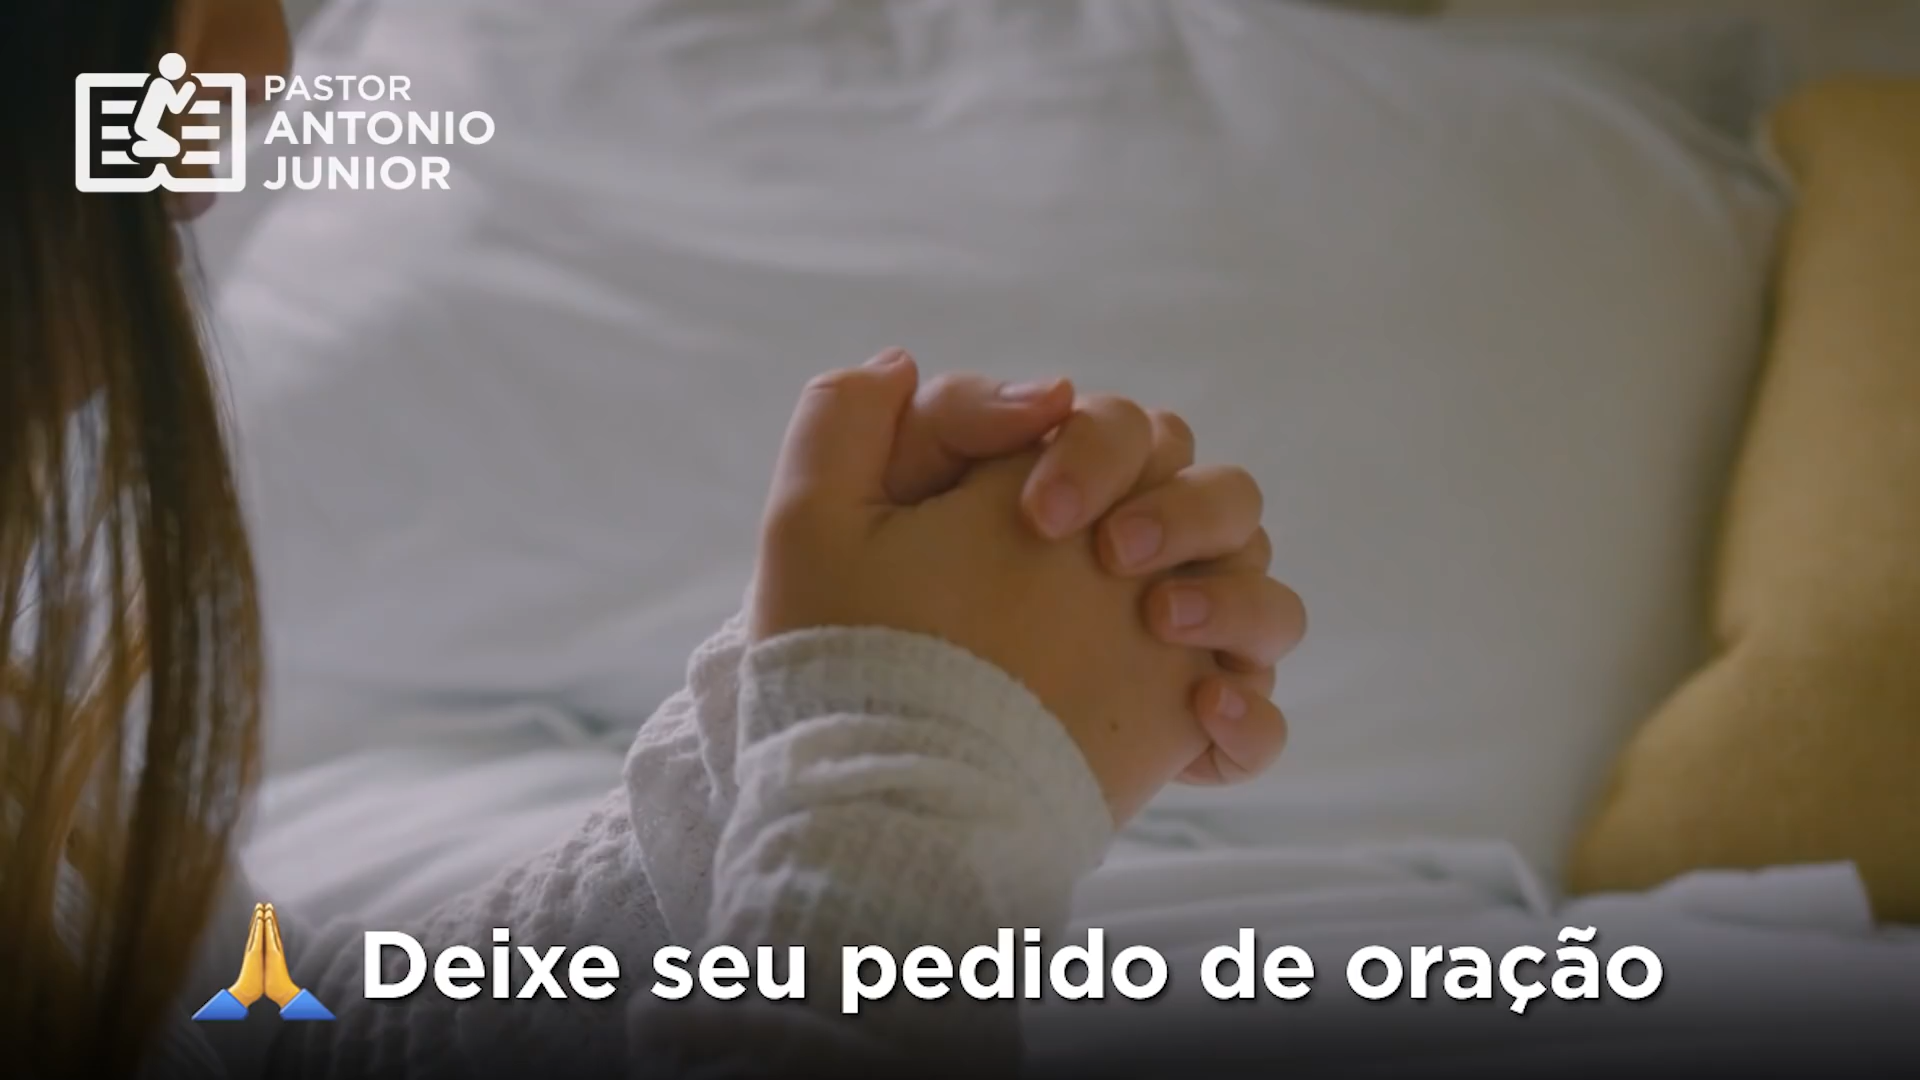 PASTOR
ANTONIO
JUNIOR
🙏 Deixe seu pedido de oração